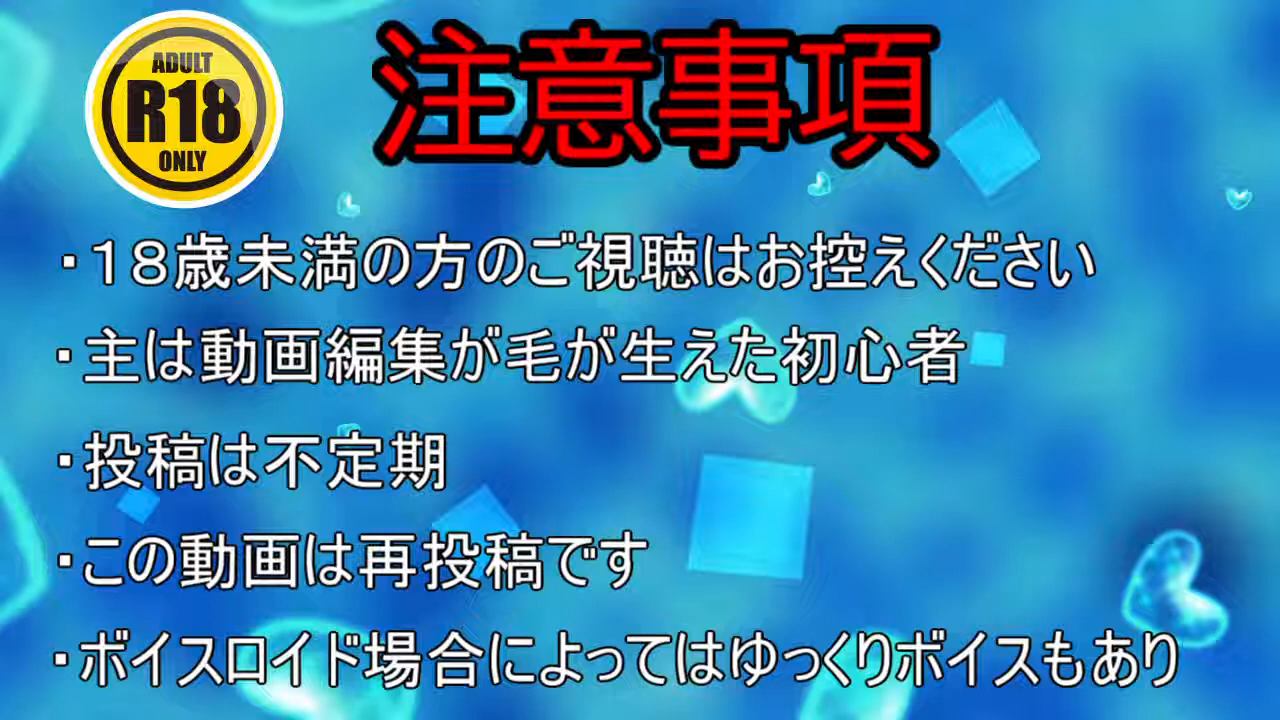 ADULT
R18
ONLY
注意事項
・１８歳未満の方のご視聴はお控えください
・主は動画編集が毛が生えた初心者
・投稿は不定期
・この動画は再投稿です
・ボイスロイド場合によってはゆっくりボイスもあり